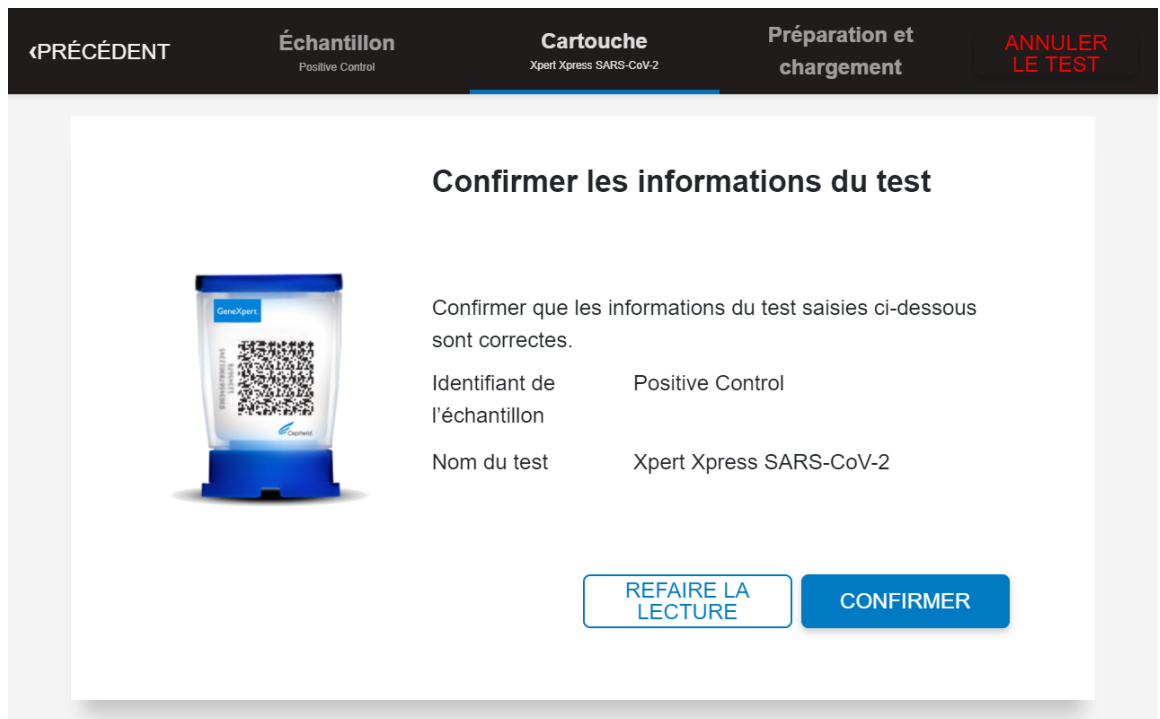 ‹PRÉCÉDENT
Échantillon
Positive Control
Cartouche
Xpert Xpress SARS-CoV-2
Préparation et
chargement
ANNULER
LE TEST
Confirmer les informations du test
GeneXpert.
Cepheid.
Confirmer que les informations du test saisies ci-dessous
sont correctes.
Identifiant de
l’échantillon
Positive Control
Nom du test
Xpert Xpress SARS-CoV-2
REFAIRE LA
LECTURE
CONFIRMER